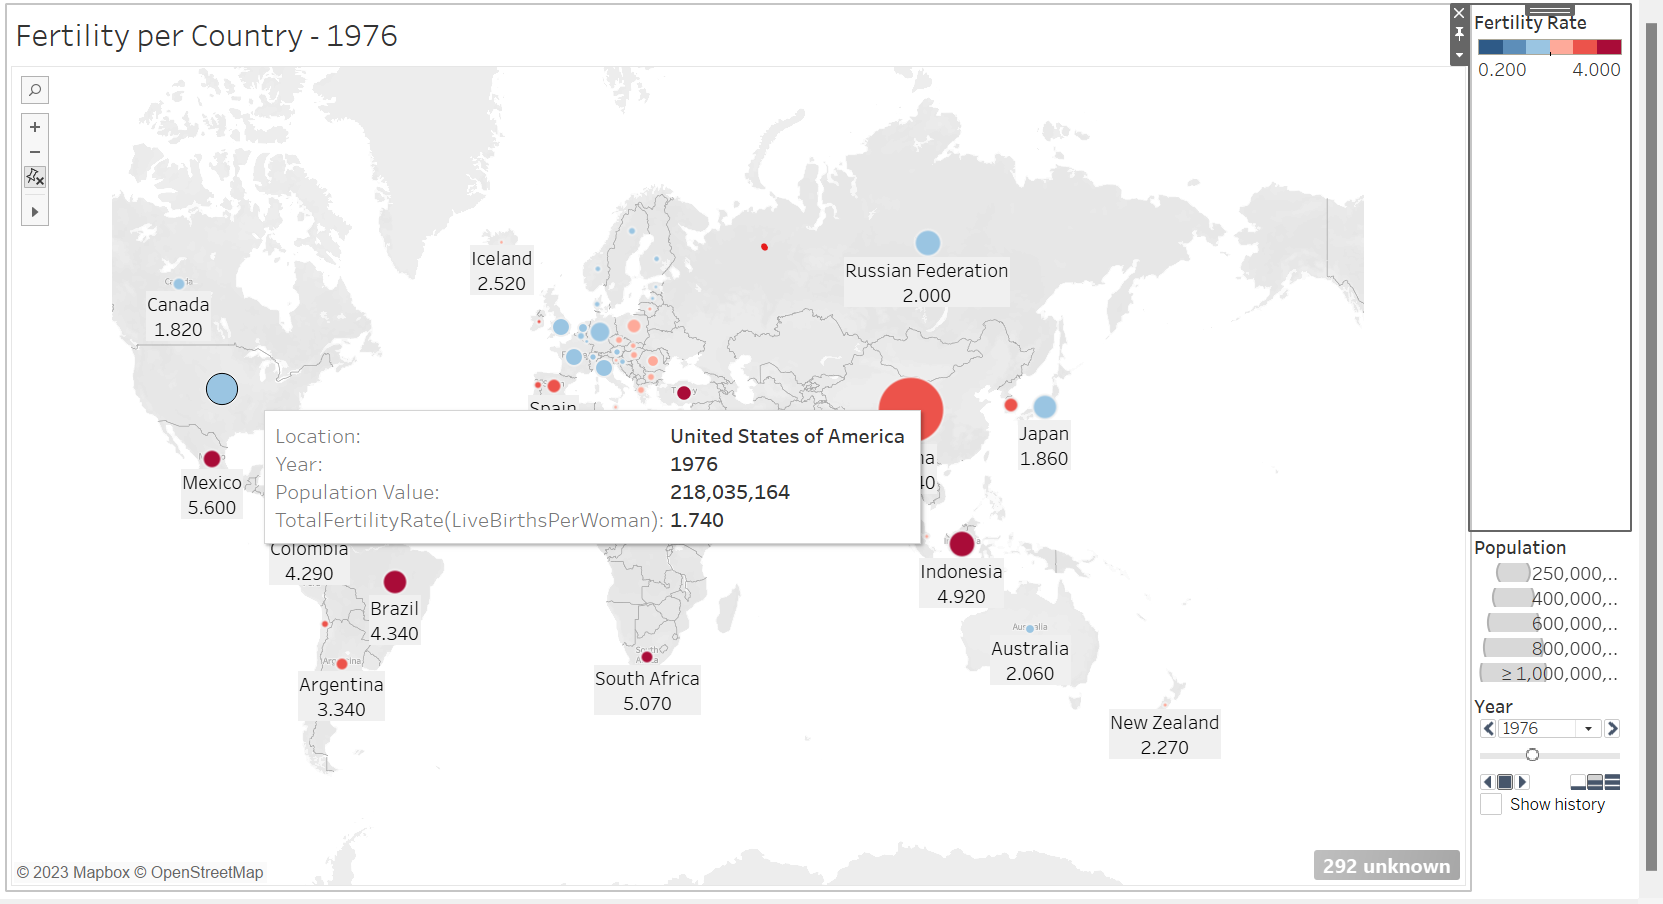 Fertility per Country - 1976
Fertility Rate
0.200 4.000
Iceland
2.520
Russian Federation
2.000
Canada
1.820
Spain
Japan
1.860
Location: United States of America
Year: 1976
Population Value: 218,035,164
TotalFertilityRate(LiveBirthsPerWoman): 1.740
na
40
Mexico
5.600
Colombia
4.290
Brazil
4.340
Indonesia
4.920
Australia
Australia
2.060
Argentina
3.340
South Africa
5.070
New Zealand
2.270
Population
250,000,..
400,000,..
600,000,..
800,000,..
≥ 1,000,000,..
Year
1976
Show history
© 2023 Mapbox © OpenStreetMap
292 unknown